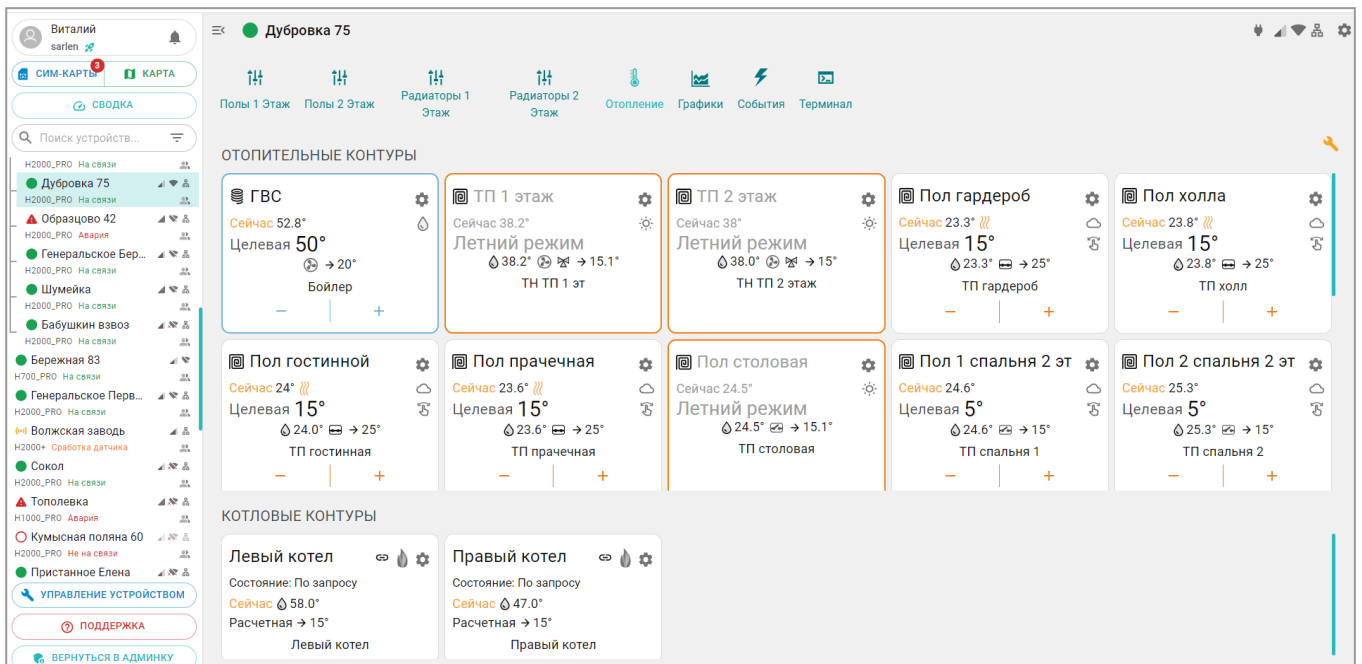 Виталий
sarlen
3
СИМ-КАРТЫ
КАРТА
СВОДКА
Поиск устройств...
H2000_PRO На связи
Дубровка 75
H2000_PRO На связи
Образцово 42
H2000_PRO Авария
Генеральское Бер...
H2000_PRO На связи
Шумейка
H2000_PRO На связи
Бабушкин взвоз
H2000_PRO На связи
Бережная 83
H700_PRO На связи
Генеральское Перв...
H2000_PRO На связи
Волжская заводь
H2000+ Сработка датчика
Сокол
H2000_PRO На связи
Тополевка
H1000_PRO Авария
Кумысная поляна 60
H2000_PRO Не на связи
Пристанное Елена
УПРАВЛЕНИЕ УСТРОЙСТВОМ
ПОДДЕРЖКА
ВЕРНУТЬСЯ В АДМИНКУ
Дубровка 75
Полы 1 Этаж
Полы 2 Этаж
Радиаторы 1
Этаж
Радиаторы 2
Этаж
Отопление
Графики
События
Терминал
ОТОПИТЕЛЬНЫЕ КОНТУРЫ
ГВС
Сейчас 52.8°
Целевая 50°
→ 20°
Бойлер
− +
ТП 1 этаж
Сейчас 38.2°
Летний режим
38.2° → 15.1°
ТН ТП 1 эт
ТП 2 этаж
Сейчас 38°
Летний режим
38.0° → 15°
ТН ТП 2 этаж
Пол гардероб
Сейчас 23.3°
Целевая 15°
23.3° → 25°
ТП гардероб
− +
Пол холла
Сейчас 23.8°
Целевая 15°
23.8° → 25°
ТП холл
− +
Пол гостинной
Сейчас 24°
Целевая 15°
24.0° → 25°
ТП гостинная
− +
Пол прачечная
Сейчас 23.6°
Целевая 15°
23.6° → 25°
ТП прачечная
− +
Пол столовая
Сейчас 24.5°
Летний режим
24.5° → 15.1°
ТП столовая
Пол 1 спальня 2 эт
Сейчас 24.6°
Целевая 5°
24.6° → 15°
ТП спальня 1
− +
Пол 2 спальня 2 эт
Сейчас 25.3°
Целевая 5°
25.3° → 15°
ТП спальня 2
− +
КОТЛОВЫЕ КОНТУРЫ
Левый котел
Состояние: По запросу
Сейчас 58.0°
Расчетная → 15°
Левый котел
Правый котел
Состояние: По запросу
Сейчас 47.0°
Расчетная → 15°
Правый котел